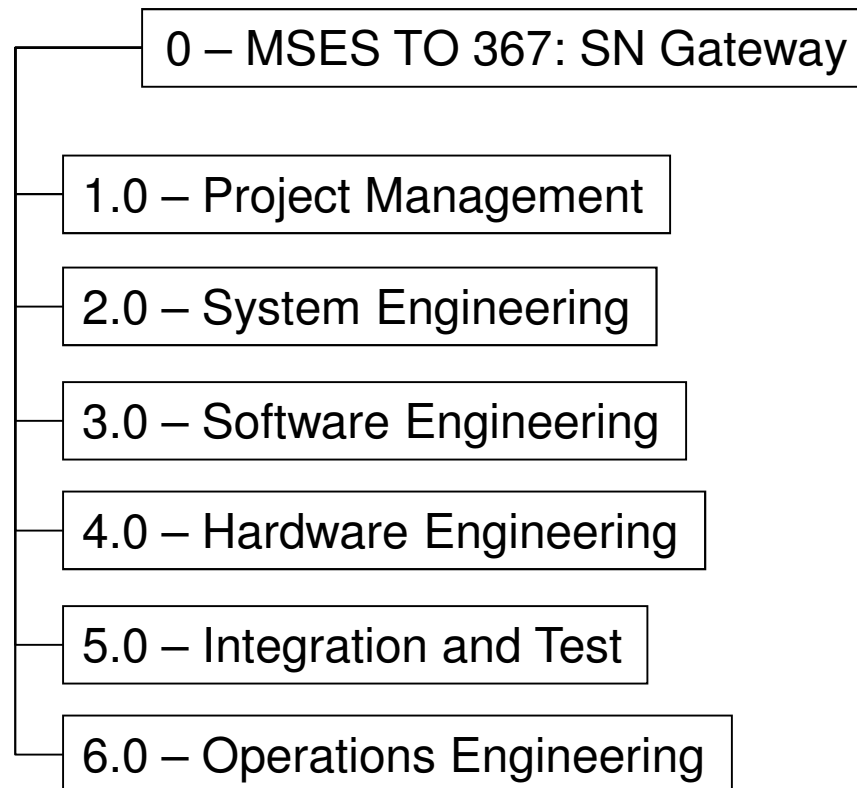 0 – MSES TO 367: SN Gateway
1.0 – Project Management
2.0 – System Engineering
3.0 – Software Engineering
4.0 – Hardware Engineering
5.0 – Integration and Test
6.0 – Operations Engineering